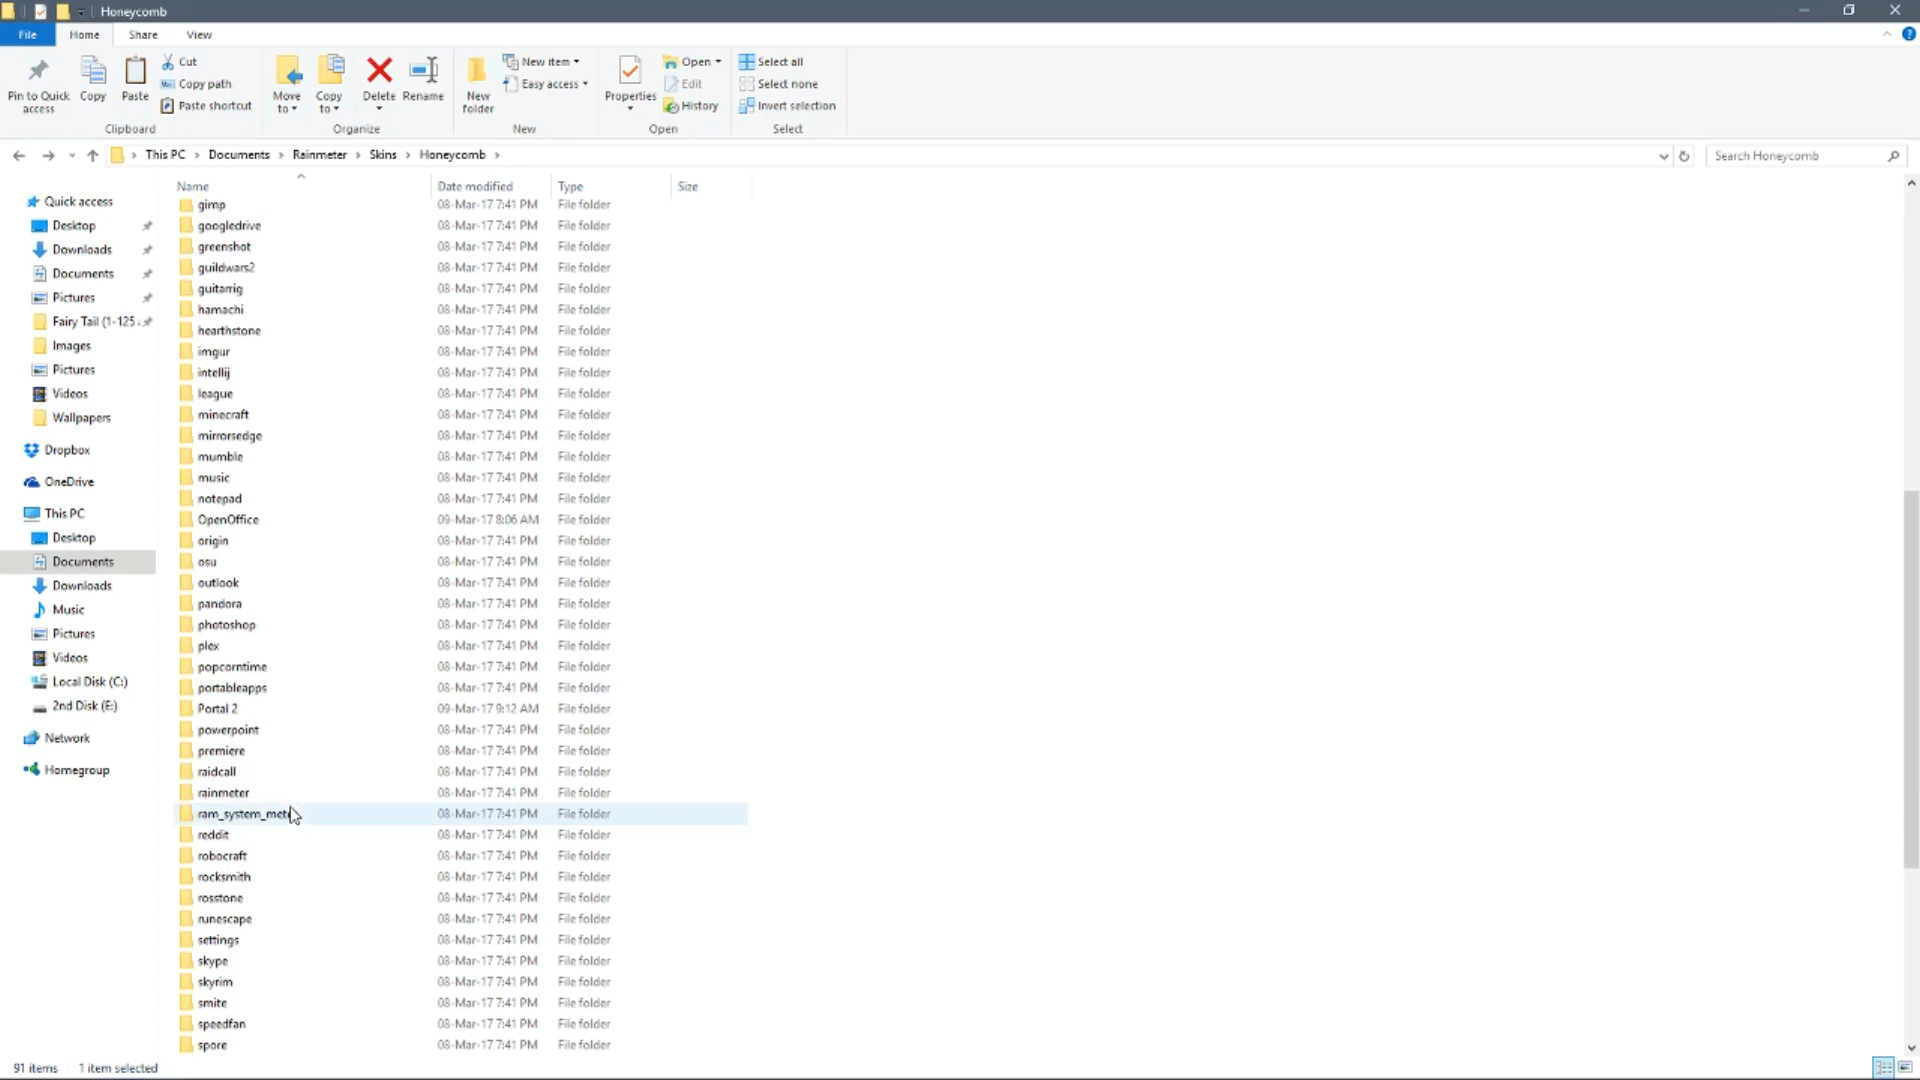 Honeycomb
File Home Share View
Pin to Quick access
Copy
Paste
Cut
Copy path
Paste shortcut
Clipboard
Move to
Copy to
Delete
Rename
Organize
New folder
New item
Easy access
New
Properties
Open
Edit
History
Open
Select all
Select none
Invert selection
Select
This PC > Documents > Rainmeter > Skins > Honeycomb >
Search Honeycomb
Quick access
Desktop
Downloads
Documents
Pictures
Fairy Tail (1-125
Images
Pictures
Videos
Wallpapers
Dropbox
OneDrive
This PC
Desktop
Documents
Downloads
Music
Pictures
Videos
Local Disk (C:)
2nd Disk (E:)
Network
Homegroup
Name Date modified Type Size
gimp 08-Mar-17 7:41 PM File folder
googledrive 08-Mar-17 7:41 PM File folder
greenshot 08-Mar-17 7:41 PM File folder
guildwars2 08-Mar-17 7:41 PM File folder
guitarrig 08-Mar-17 7:41 PM File folder
hamachi 08-Mar-17 7:41 PM File folder
hearthstone 08-Mar-17 7:41 PM File folder
imgur 08-Mar-17 7:41 PM File folder
intellij 08-Mar-17 7:41 PM File folder
league 08-Mar-17 7:41 PM File folder
minecraft 08-Mar-17 7:41 PM File folder
mirrorsedge 08-Mar-17 7:41 PM File folder
mumble 08-Mar-17 7:41 PM File folder
music 08-Mar-17 7:41 PM File folder
notepad 08-Mar-17 7:41 PM File folder
OpenOffice 09-Mar-17 8:06 AM File folder
origin 08-Mar-17 7:41 PM File folder
osu 08-Mar-17 7:41 PM File folder
outlook 08-Mar-17 7:41 PM File folder
pandora 08-Mar-17 7:41 PM File folder
photoshop 08-Mar-17 7:41 PM File folder
plex 08-Mar-17 7:41 PM File folder
popcorntime 08-Mar-17 7:41 PM File folder
portableapps 08-Mar-17 7:41 PM File folder
Portal 2 09-Mar-17 9:12 AM File folder
powerpoint 08-Mar-17 7:41 PM File folder
premiere 08-Mar-17 7:41 PM File folder
raidcall 08-Mar-17 7:41 PM File folder
rainmeter 08-Mar-17 7:41 PM File folder
ram_system_mete 08-Mar-17 7:41 PM File folder
reddit 08-Mar-17 7:41 PM File folder
robocraft 08-Mar-17 7:41 PM File folder
rocksmith 08-Mar-17 7:41 PM File folder
rosstone 08-Mar-17 7:41 PM File folder
runescape 08-Mar-17 7:41 PM File folder
settings 08-Mar-17 7:41 PM File folder
skype 08-Mar-17 7:41 PM File folder
skyrim 08-Mar-17 7:41 PM File folder
smite 08-Mar-17 7:41 PM File folder
speedfan 08-Mar-17 7:41 PM File folder
spore 08-Mar-17 7:41 PM File folder
91 items 1 item selected